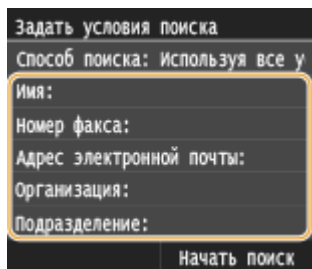 Задать условия поиска
Способ поиска: Используя все у
Имя:
Номер факса:
Адрес электронной почты:
Организация:
Подразделение:
Начать поиск